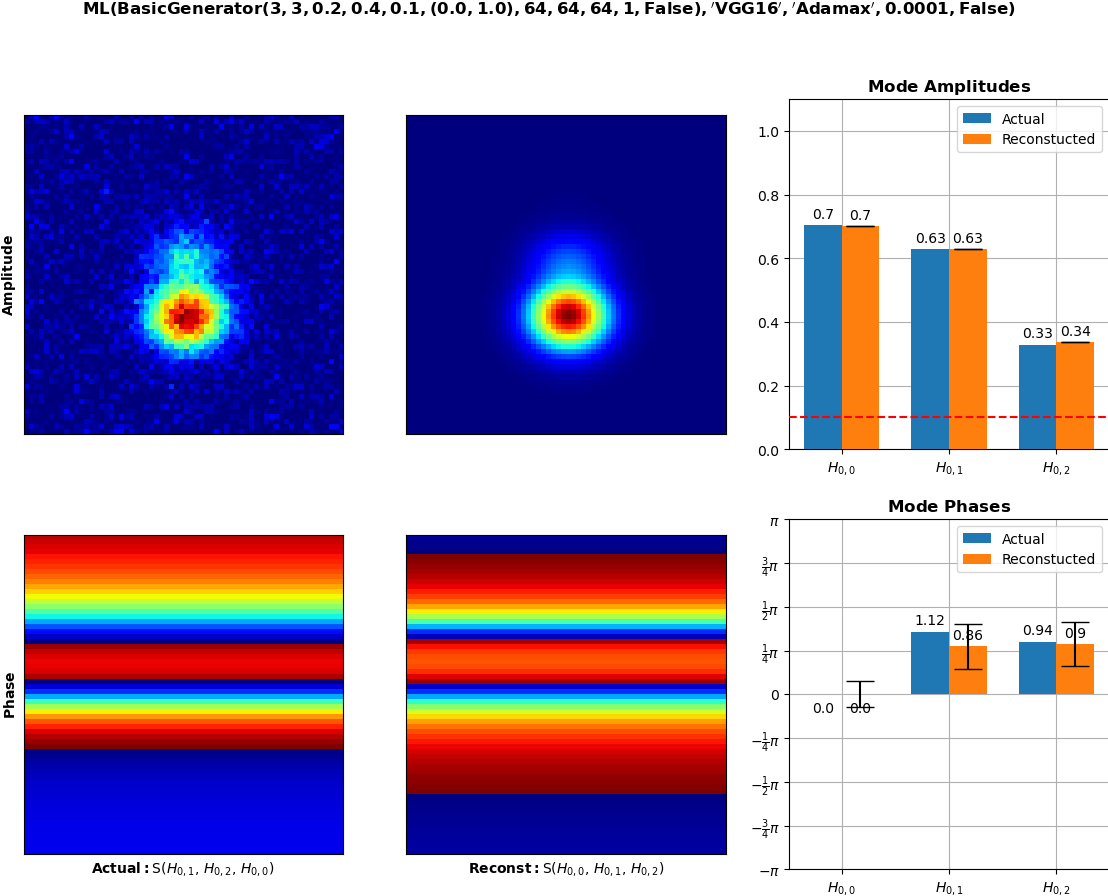 ML(BasicGenerator(3, 3, 0.2, 0.4, 0.1, (0.0, 1.0), 64, 64, 64, 1, False), 'VGG16', 'Adamax', 0.0001, False)
Amplitude
Mode Amplitudes
Actual
Reconstucted
1.0
0.8
0.6
0.4
0.2
0.0
0.7
0.7
0.63
0.63
0.33
0.34
H0,0
H0,1
H0,2
Phase
Actual: S(H0,1, H0,2, H0,0)
Reconst: S(H0,0, H0,1, H0,2)
Mode Phases
Actual
Reconstucted
π
3/4π
1/2π
1/4π
0
−1/4π
−1/2π
−3/4π
−π
0.0
0.0
1.12
0.86
0.94
0.9
H0,0
H0,1
H0,2